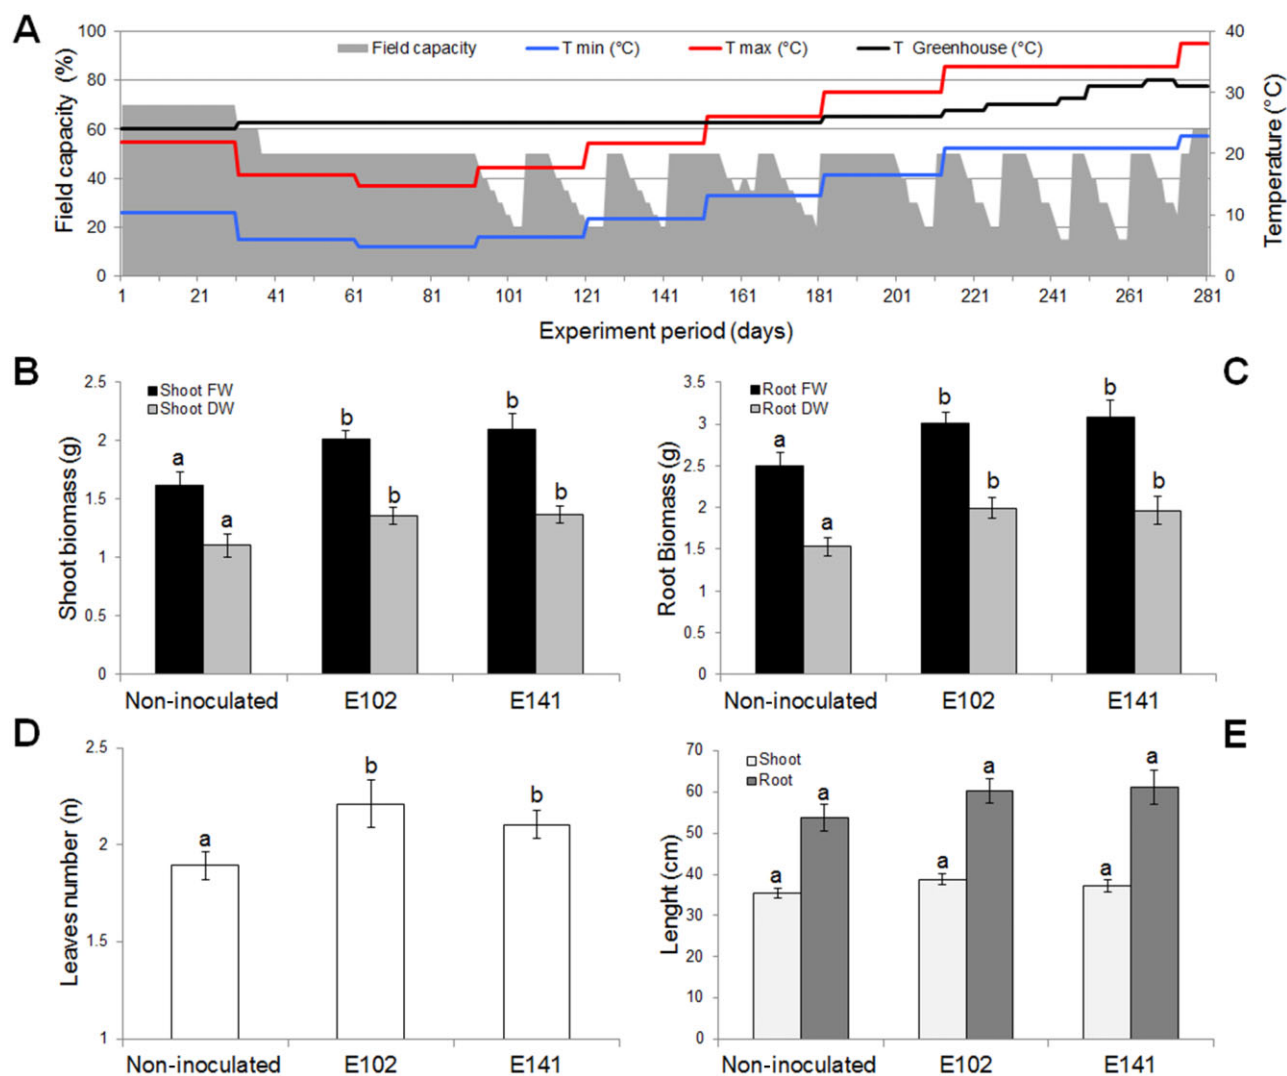 A
Field capacity
T min (°C)
T max (°C)
T Greenhouse (°C)
Field capacity (%)
100
80
60
40
20
0
Temperature (°C)
40
30
20
10
0
1 21 41 61 81 101 121 141 161 181 201 221 241 261 281
Experiment period (days)
B
Shoot FW
Shoot DW
Shoot biomass (g)
2.5
2
1.5
1
0.5
0
a a b b b b
Non-inoculated E102 E141
C
Root FW
Root DW
Root Biomass (g)
3.5
3
2.5
2
1.5
1
0.5
0
a a b b b b
Non-inoculated E102 E141
D
Leaves number (n)
2.5
2
1.5
1
a b b
Non-inoculated E102 E141
E
Shoot
Root
Lenght (cm)
70
60
50
40
30
20
10
0
a a a a a a
Non-inoculated E102 E141